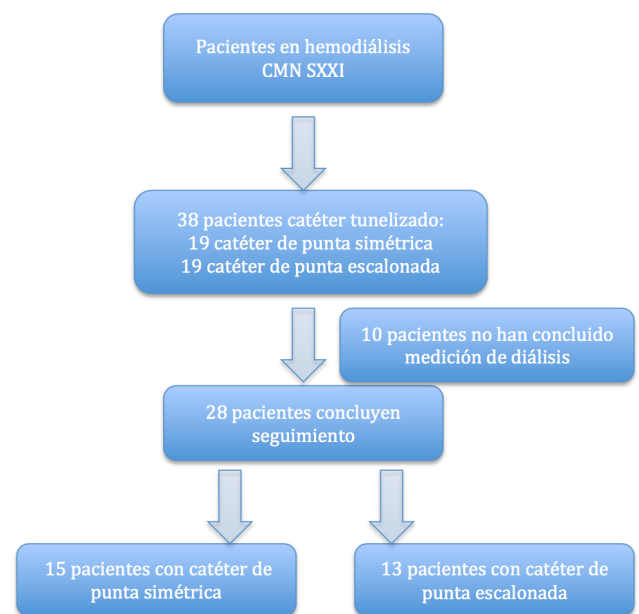 Pacientes en hemodiálisis
CMN SXXI
38 pacientes catéter tunelizado:
19 catéter de punta simétrica
19 catéter de punta escalonada
10 pacientes no han concluido
medición de diálisis
28 pacientes concluyen
seguimiento
15 pacientes con catéter de
punta simétrica
13 pacientes con catéter de
punta escalonada